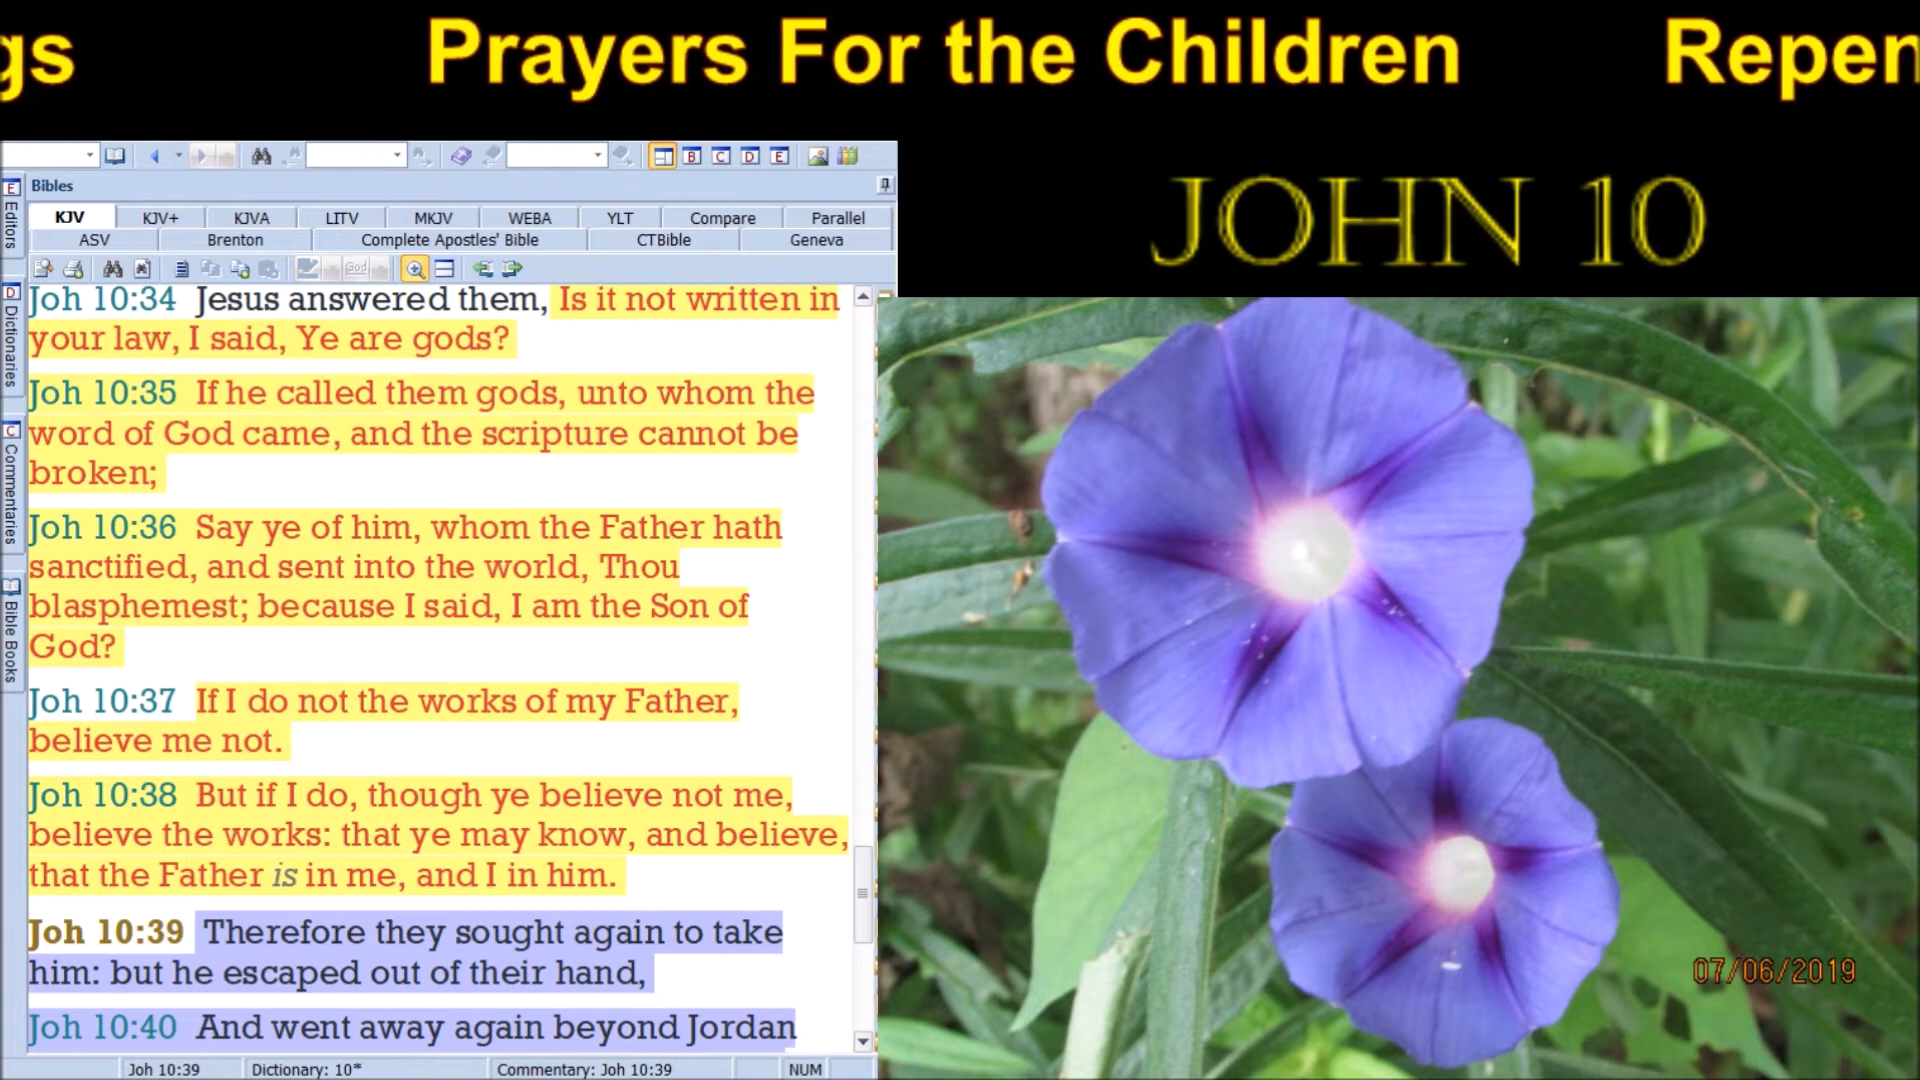 gs Prayers For the Children Repen
JOHN 10
Bibles
KJV KJV+ KJVA LITV MKJV WEBA YLT Compare Parallel
ASV Brenton Complete Apostles' Bible CTBible Geneva
B C D E
God
E Editors
D Dictionaries
C Commentaries
Bible Books
Joh 10:34 Jesus answered them, Is it not written in
your law, I said, Ye are gods?
Joh 10:35 If he called them gods, unto whom the
word of God came, and the scripture cannot be
broken;
Joh 10:36 Say ye of him, whom the Father hath
sanctified, and sent into the world, Thou
blasphemest; because I said, I am the Son of
God?
Joh 10:37 If I do not the works of my Father,
believe me not.
Joh 10:38 But if I do, though ye believe not me,
believe the works: that ye may know, and believe,
that the Father is in me, and I in him.
Joh 10:39 Therefore they sought again to take
him: but he escaped out of their hand,
Joh 10:40 And went away again beyond Jordan
07/06/2019
Joh 10:39 Dictionary: 10* Commentary: Joh 10:39 NUM